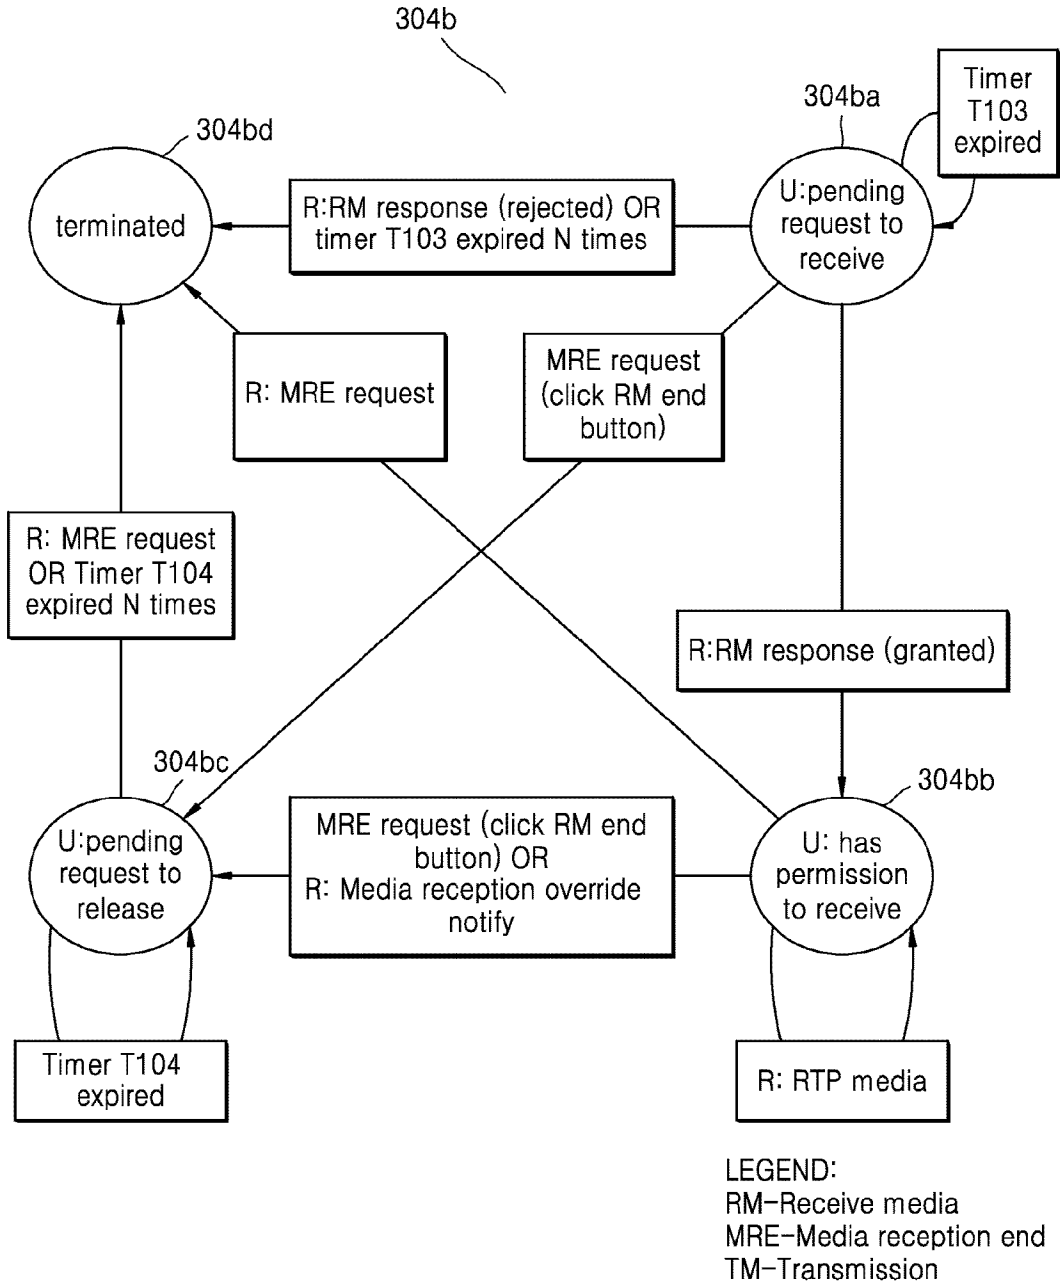 304b
304ba
Timer
T103
expired
304bd
terminated
R:RM response (rejected) OR
timer T103 expired N times
U:pending
request to
receive
R: MRE request
MRE request
(click RM end
button)
R: MRE request
OR Timer T104
expired N times
R:RM response (granted)
304bc
304bb
U:pending
request to
release
MRE request (click RM end
button) OR
R: Media reception override
notify
U: has
permission
to receive
Timer T104
expired
R: RTP media
LEGEND:
RM-Receive media
MRE-Media reception end
TM-Transmission